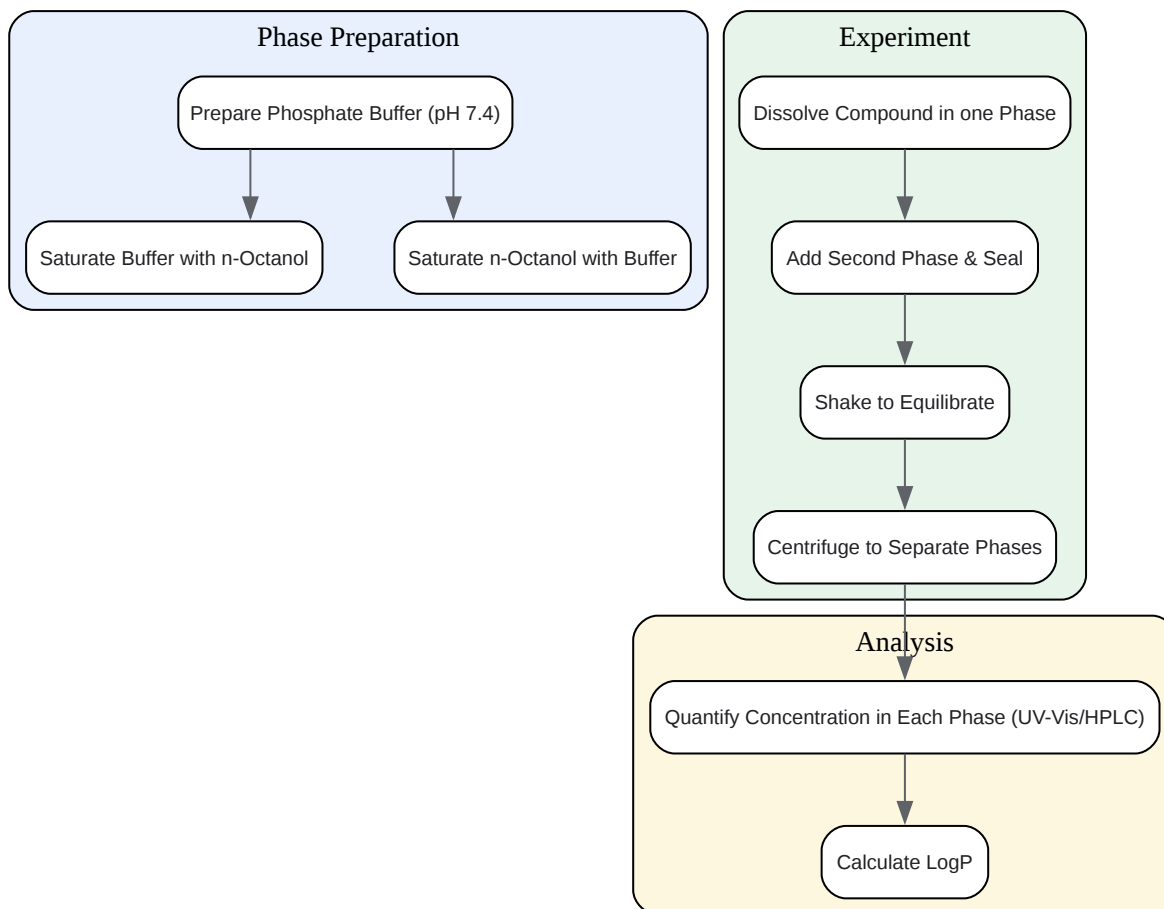 Phase Preparation
Prepare Phosphate Buffer (pH 7.4)
Saturate Buffer with n-Octanol
Saturate n-Octanol with Buffer
Experiment
Dissolve Compound in one Phase
Add Second Phase & Seal
Shake to Equilibrate
Centrifuge to Separate Phases
Analysis
Quantify Concentration in Each Phase (UV-Vis/HPLC)
Calculate LogP